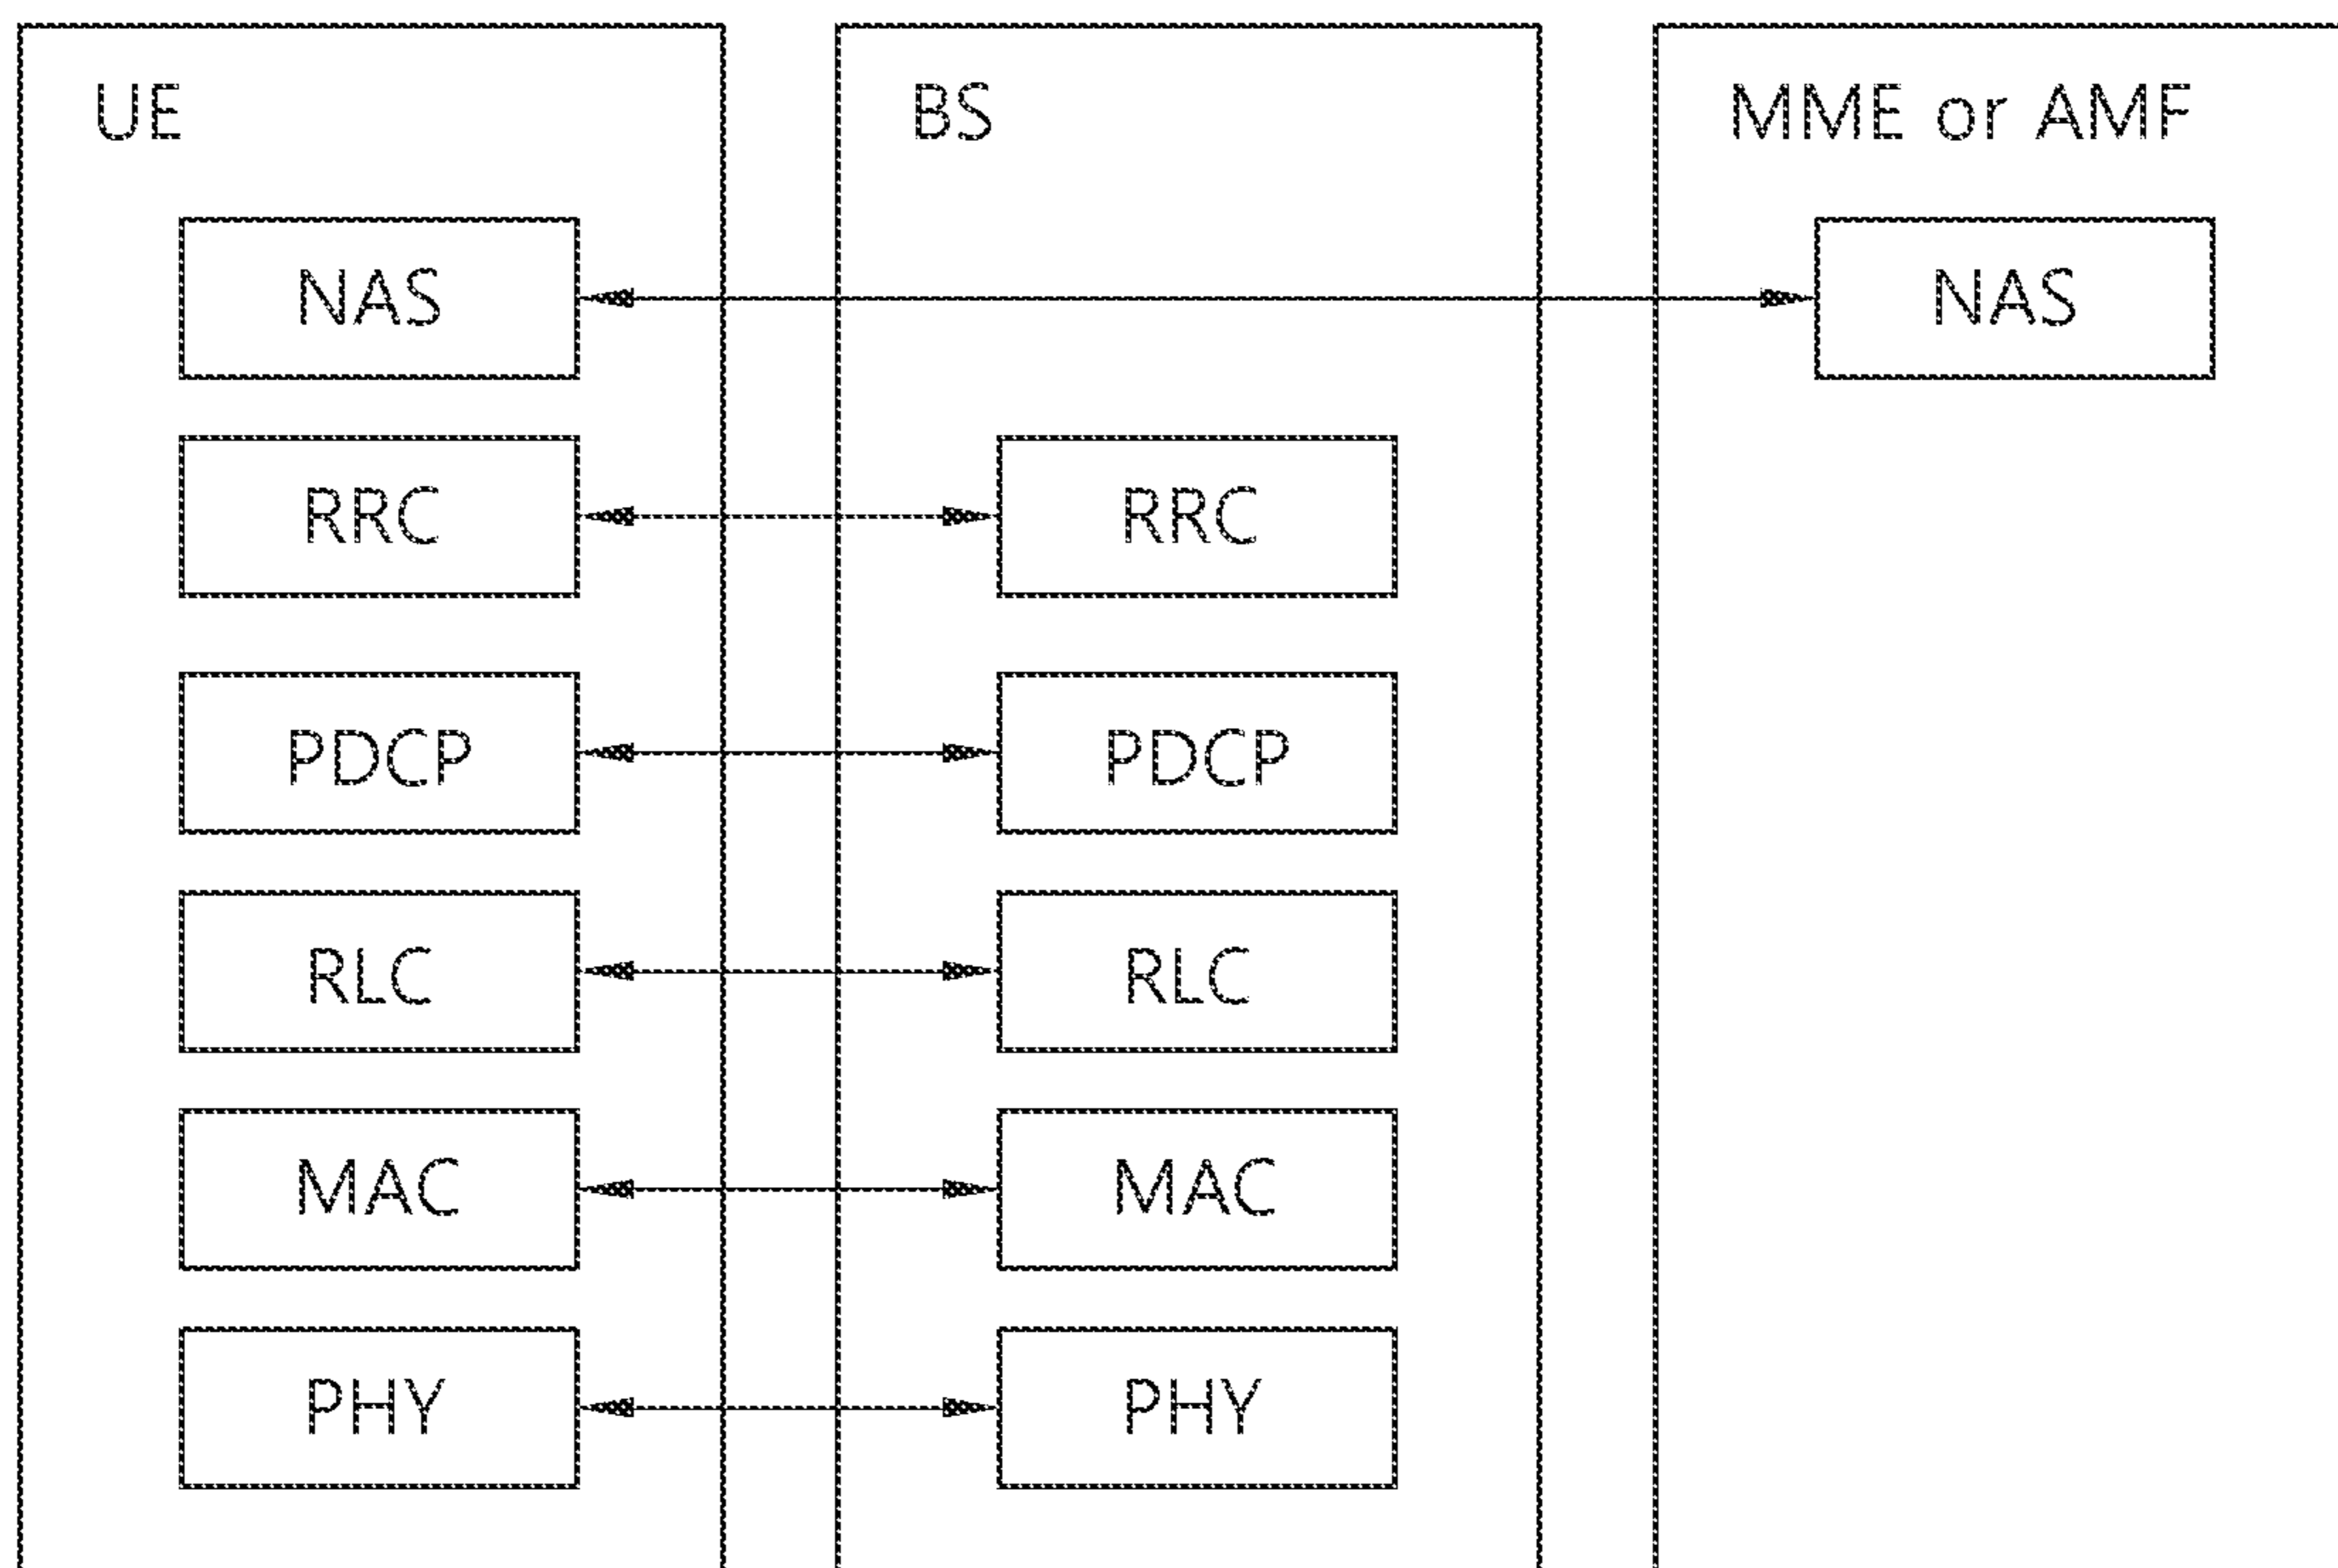 UE
BS
MME or AMF
NAS
NAS
RRC
RRC
PDCP
PDCP
RLC
RLC
MAC
MAC
PHY
PHY